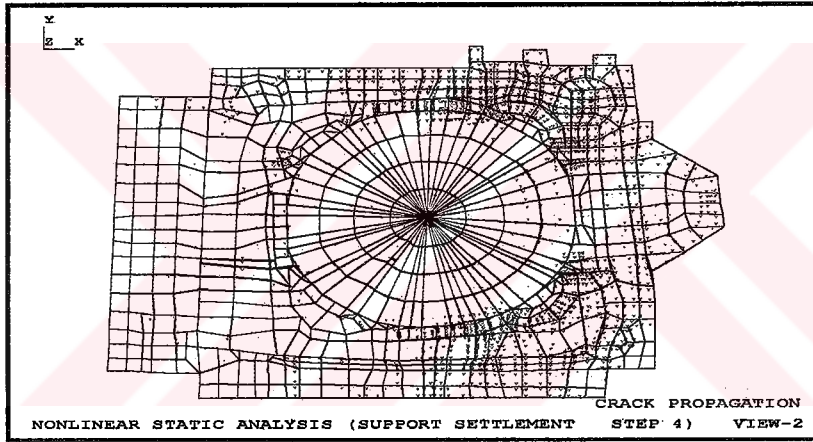 Y
Z X
CRACK PROPAGATION
NONLINEAR STATIC ANALYSIS (SUPPORT SETTLEMENT STEP 4) VIEW-2